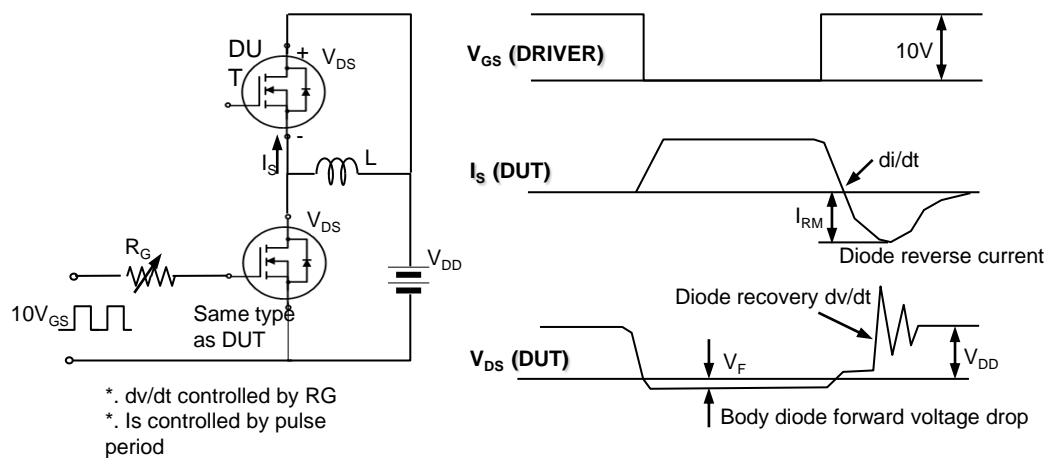 DU
T
+
V_DS
-
I_S
L
V_DS
R_G
V_DD
10V_GS
Same type
as DUT
*. dv/dt controlled by RG
*. Is controlled by pulse
period
V_GS (DRIVER)
10V
I_S (DUT)
di/dt
I_RM
Diode reverse current
Diode recovery dv/dt
V_DS (DUT)
V_F
V_DD
Body diode forward voltage drop